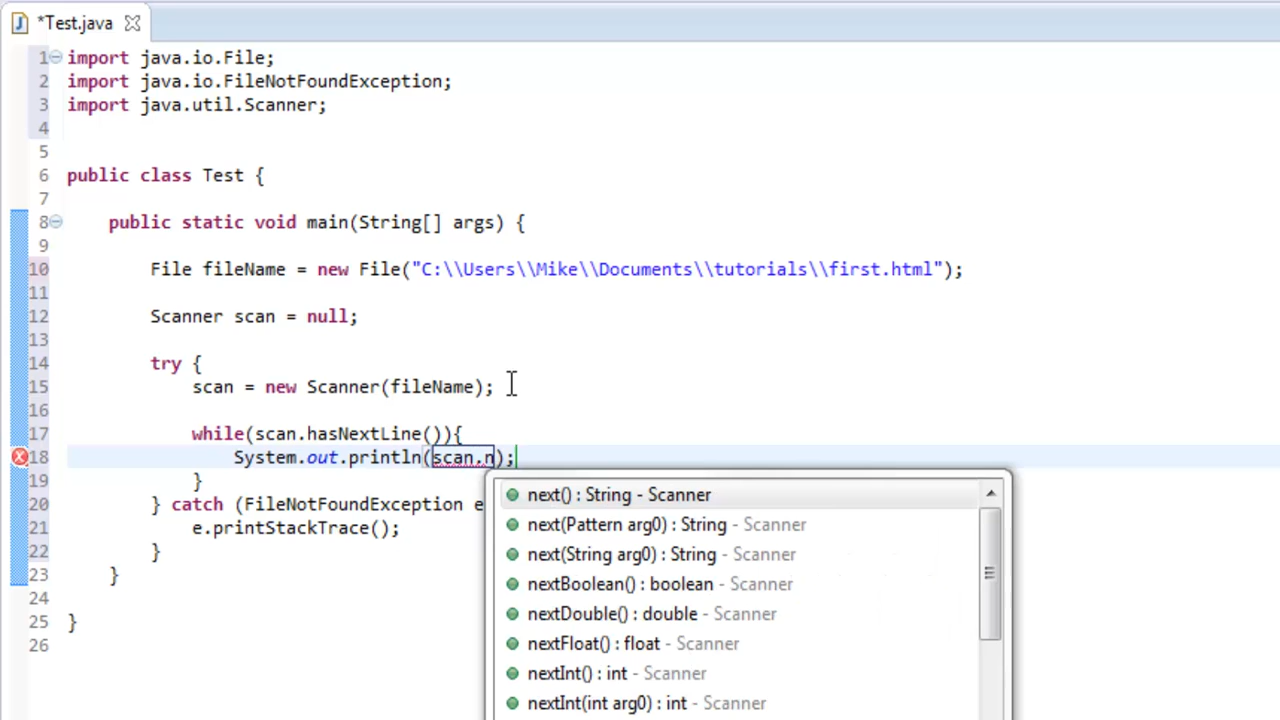 *Test.java
1 import java.io.File;
2 import java.io.FileNotFoundException;
3 import java.util.Scanner;
4
5
6 public class Test {
7
8 public static void main(String[] args) {
9
10 File fileName = new File("C:\\Users\\Mike\\Documents\\tutorials\\first.html");
11
12 Scanner scan = null;
13
14 try {
15 scan = new Scanner(fileName);
16
17 while(scan.hasNextLine()){
18 System.out.println(scan.n);
19 }
20 } catch (FileNotFoundException e
21 e.printStackTrace();
22 }
23 }
24
25 }
26
next() : String - Scanner
next(Pattern arg0) : String - Scanner
next(String arg0) : String - Scanner
nextBoolean() : boolean - Scanner
nextDouble() : double - Scanner
nextFloat() : float - Scanner
nextInt() : int - Scanner
nextInt(int arg0) : int - Scanner